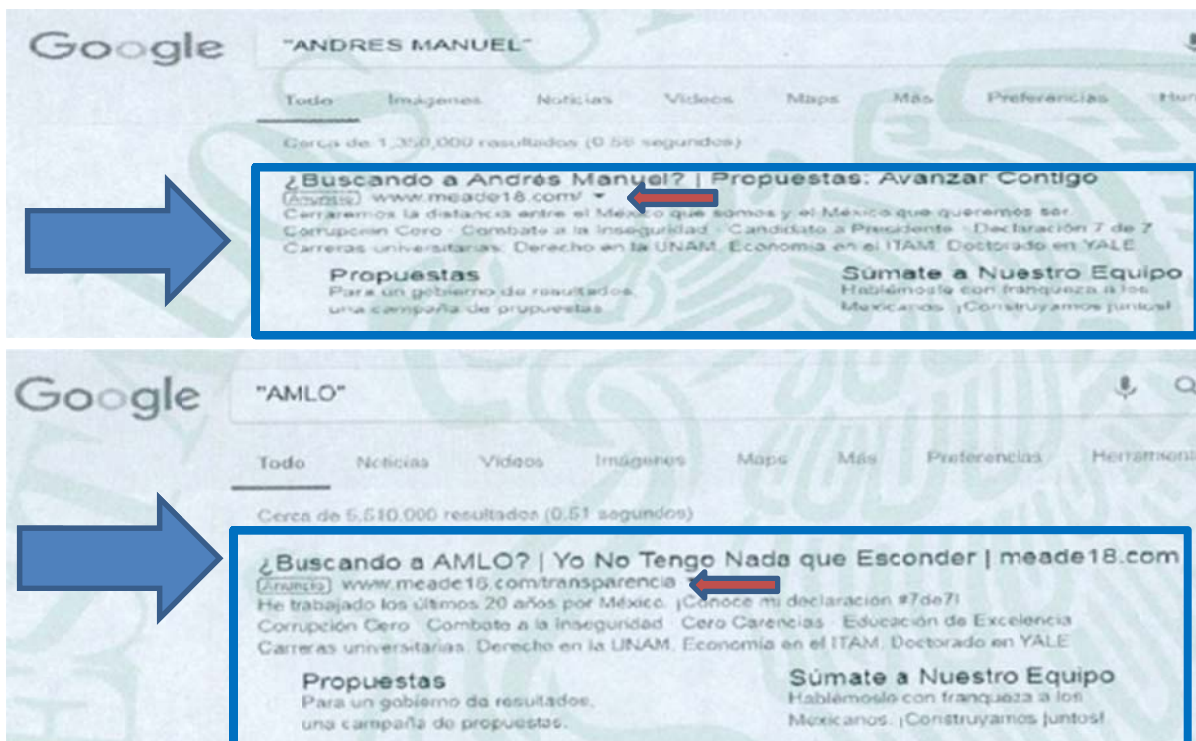 Google "ANDRES MANUEL"
Todo Imágenes Noticias Videos Maps Más Preferencias
Cerca de 1,350,000 resultados (0.56 segundos)
¿Buscando a Andrés Manuel? | Propuestas: Avanzar Contigo
Anuncio www.meade18.com/
Cerraremos la distancia entre el México que somos y el México que queremos ser.
Corrupción Cero · Combate a la Inseguridad · Candidato a Presidente · Declaración 7 de 7
Carreras universitarias: Derecho en la UNAM, Economía en el ITAM, Doctorado en YALE
Propuestas Súmate a Nuestro Equipo
Para un gobierno de resultados, Hablémosle con franqueza a los
una campaña de propuestas Mexicanos. ¡Construyamos juntos!
Google "AMLO"
Todo Noticias Videos Imágenes Maps Más Preferencias Herramient
Cerca de 5,510,000 resultados (0.51 segundos)
¿Buscando a AMLO? | Yo No Tengo Nada que Esconder | meade18.com
Anuncio www.meade18.com/transparencia
He trabajado los últimos 20 años por México. ¡Conoce mi declaración #7de7!
Corrupción Cero · Combate a la Inseguridad · Cero Carencias · Educación de Excelencia
Carreras universitarias: Derecho en la UNAM, Economía en el ITAM, Doctorado en YALE
Propuestas Súmate a Nuestro Equipo
Para un gobierno de resultados, Hablémoslo con franqueza a los
una campaña de propuestas. Mexicanos. ¡Construyamos juntos!